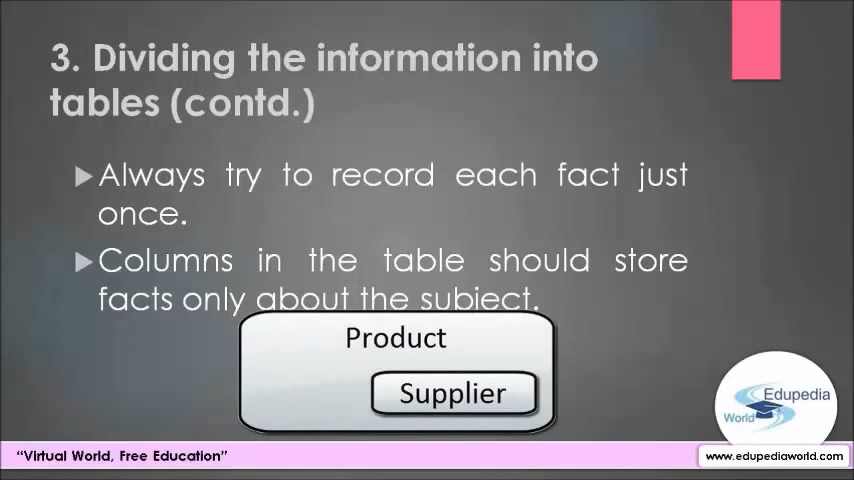 3. Dividing the information into
tables (contd.)
Always try to record each fact just
once.
Columns in the table should store
facts only about the subject.
Product
Supplier
Edupedia
World
“Virtual World, Free Education”
www.edupediaworld.com